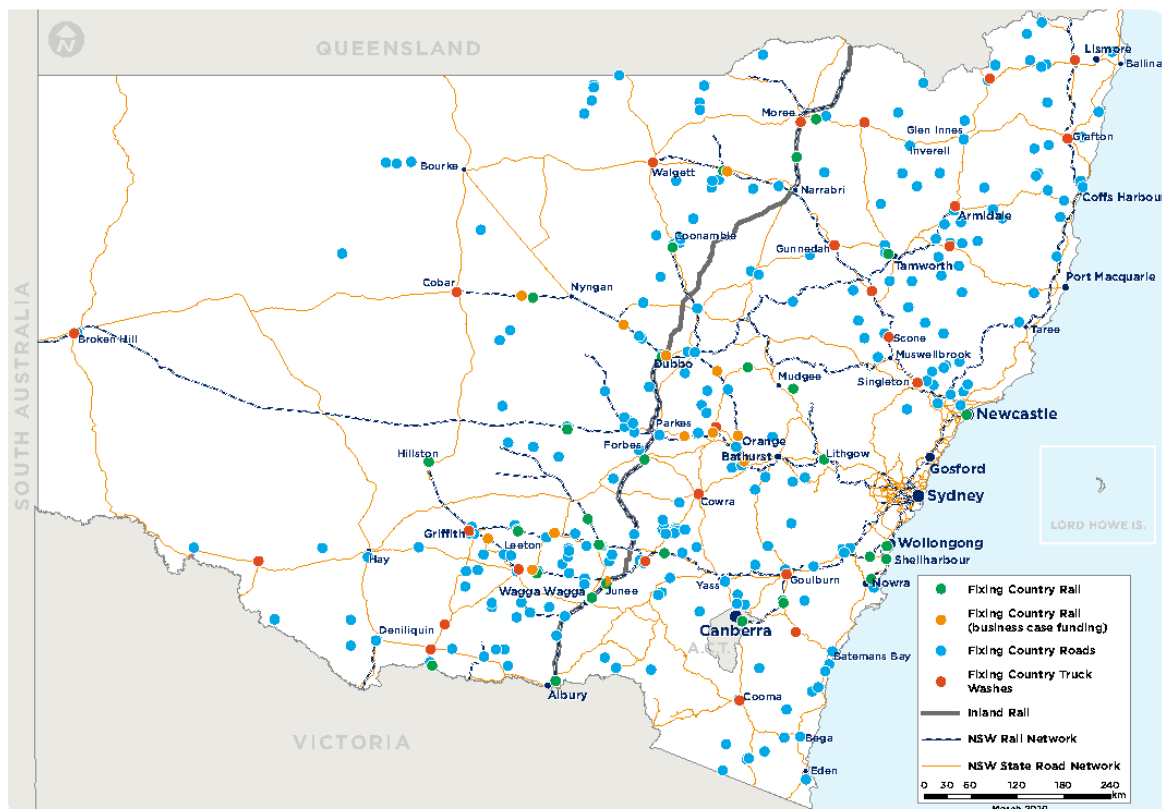 N
QUEENSLAND
Lismore
Ballina
Moree
Glen Innes
Grafton
Inverell
Bourke
Walgett
Narrabri
Coffs Harbour
Armidale
Coonamble
Gunnedah
Tamworth
Port Macquarie
Cobar
Nyngan
Taree
Broken Hill
Scone
Dubbo
Muswellbrook
Mudgee
Singleton
SOUTH AUSTRALIA
Newcastle
Parkes
Orange
Forbes
Bathurst
Lithgow
Hillston
Gosford
Cowra
Sydney
LORD HOWE IS.
Griffith
Leeton
Wollongong
Hay
Shellharbour
Yass
Goulburn
Wagga Wagga
Junee
Nowra
Deniliquin
Canberra
A.C.T.
Batemans Bay
Albury
Cooma
VICTORIA
Bega
Eden
Fixing Country Rail
Fixing Country Rail
(business case funding)
Fixing Country Roads
Fixing Country Truck
Washes
Inland Rail
NSW Rail Network
NSW State Road Network
0 30 60 120 180 240
km
March 2020